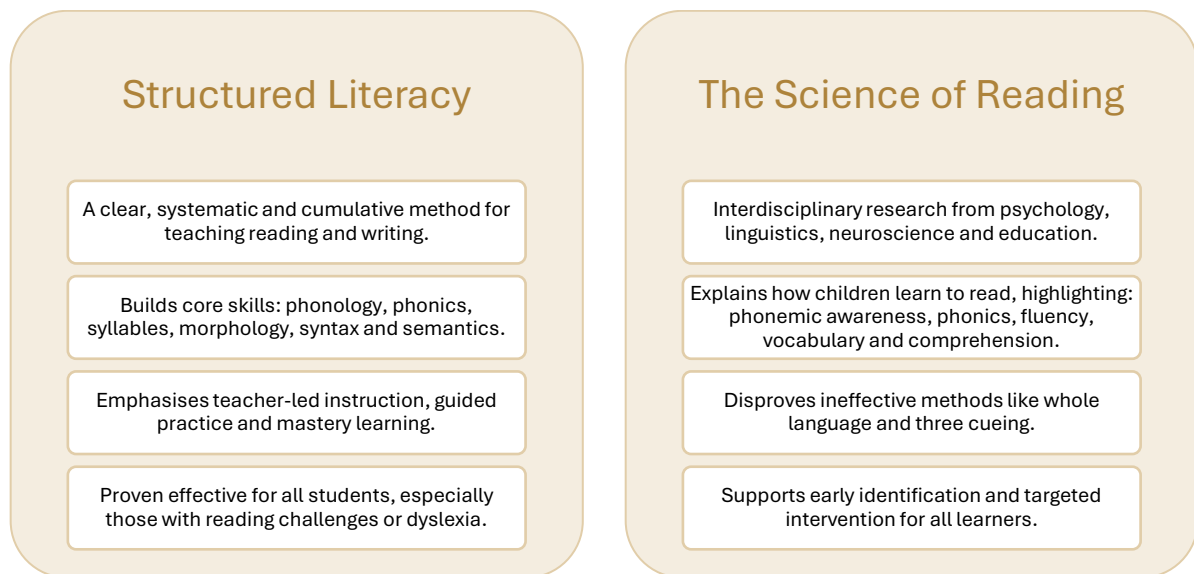 Structured Literacy
A clear, systematic and cumulative method for
teaching reading and writing.
Builds core skills: phonology, phonics,
syllables, morphology, syntax and semantics.
Emphasises teacher-led instruction, guided
practice and mastery learning.
Proven effective for all students, especially
those with reading challenges or dyslexia.
The Science of Reading
Interdisciplinary research from psychology,
linguistics, neuroscience and education.
Explains how children learn to read, highlighting:
phonemic awareness, phonics, fluency,
vocabulary and comprehension.
Disproves ineffective methods like whole
language and three cueing.
Supports early identification and targeted
intervention for all learners.